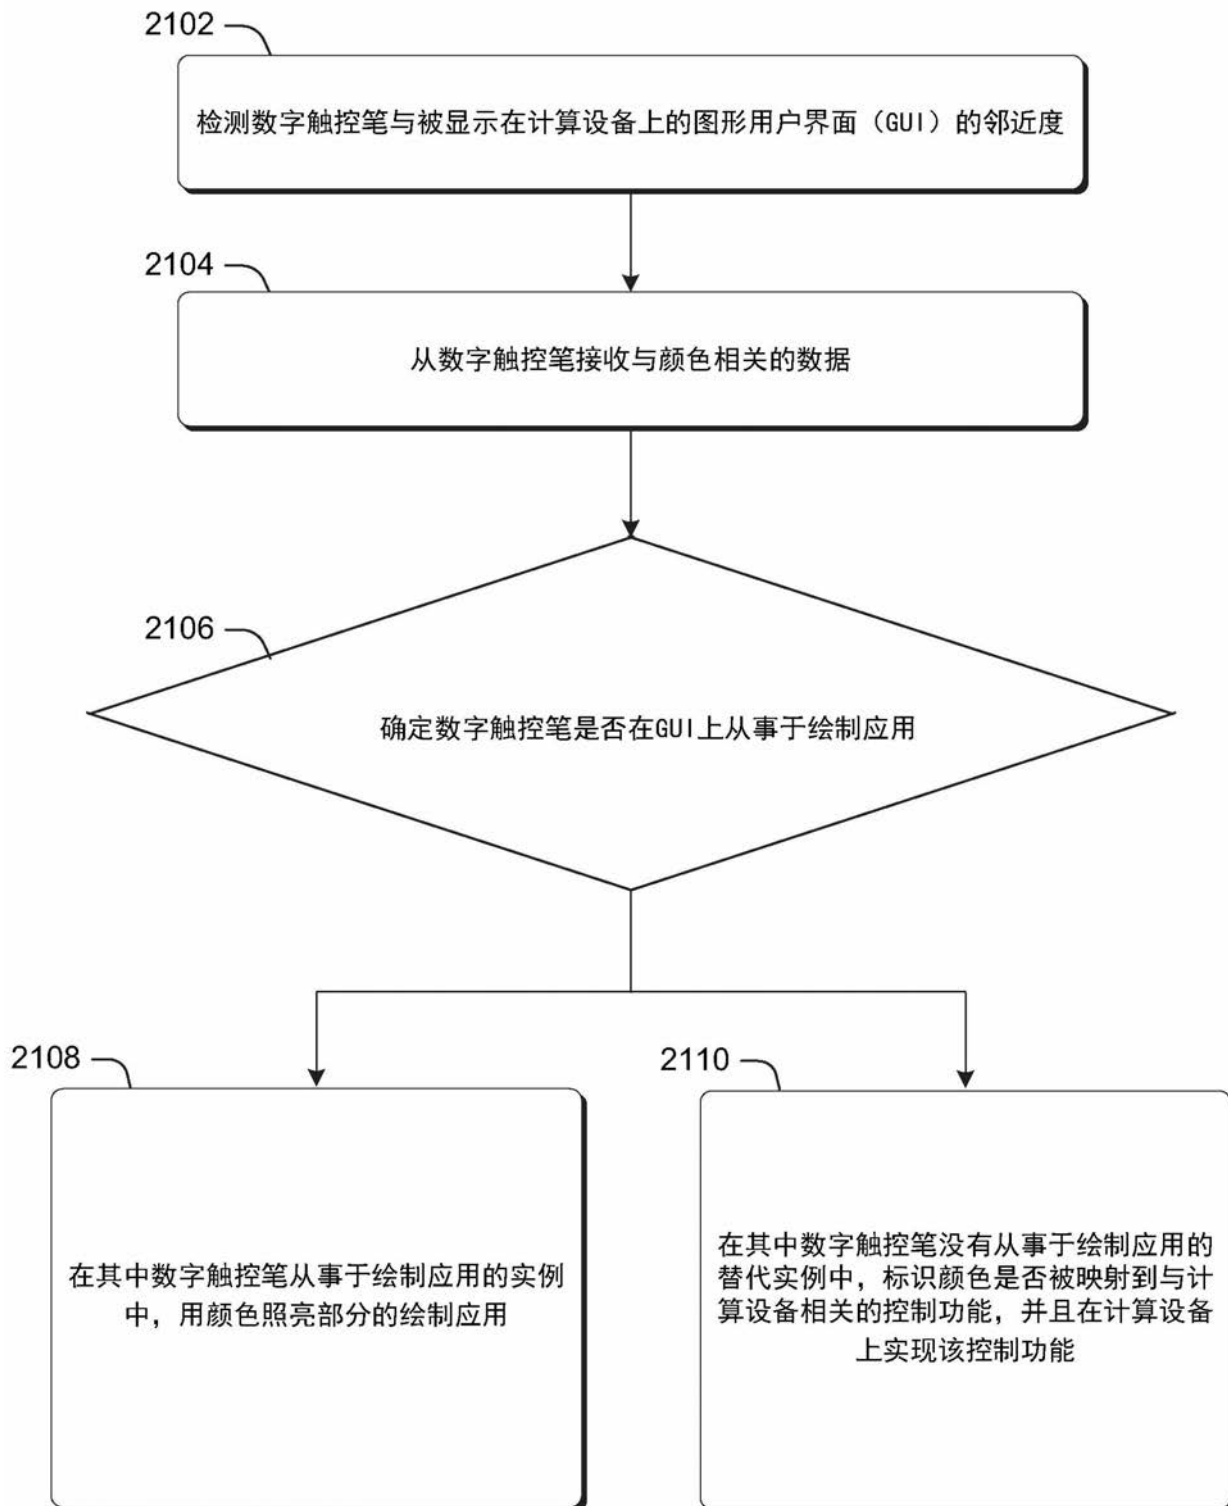 2102
检测数字触控笔与被显示在计算设备上的图形用户界面（GUI）的邻近度
2104
从数字触控笔接收与颜色相关的数据
2106
确定数字触控笔是否在GUI上从事于绘制应用
2108
在其中数字触控笔从事于绘制应用的实例
中，用颜色照亮部分的绘制应用
2110
在其中数字触控笔没有从事于绘制应用的
替代实例中，标识颜色是否被映射到与计
算设备相关的控制功能，并且在计算设备
上实现该控制功能